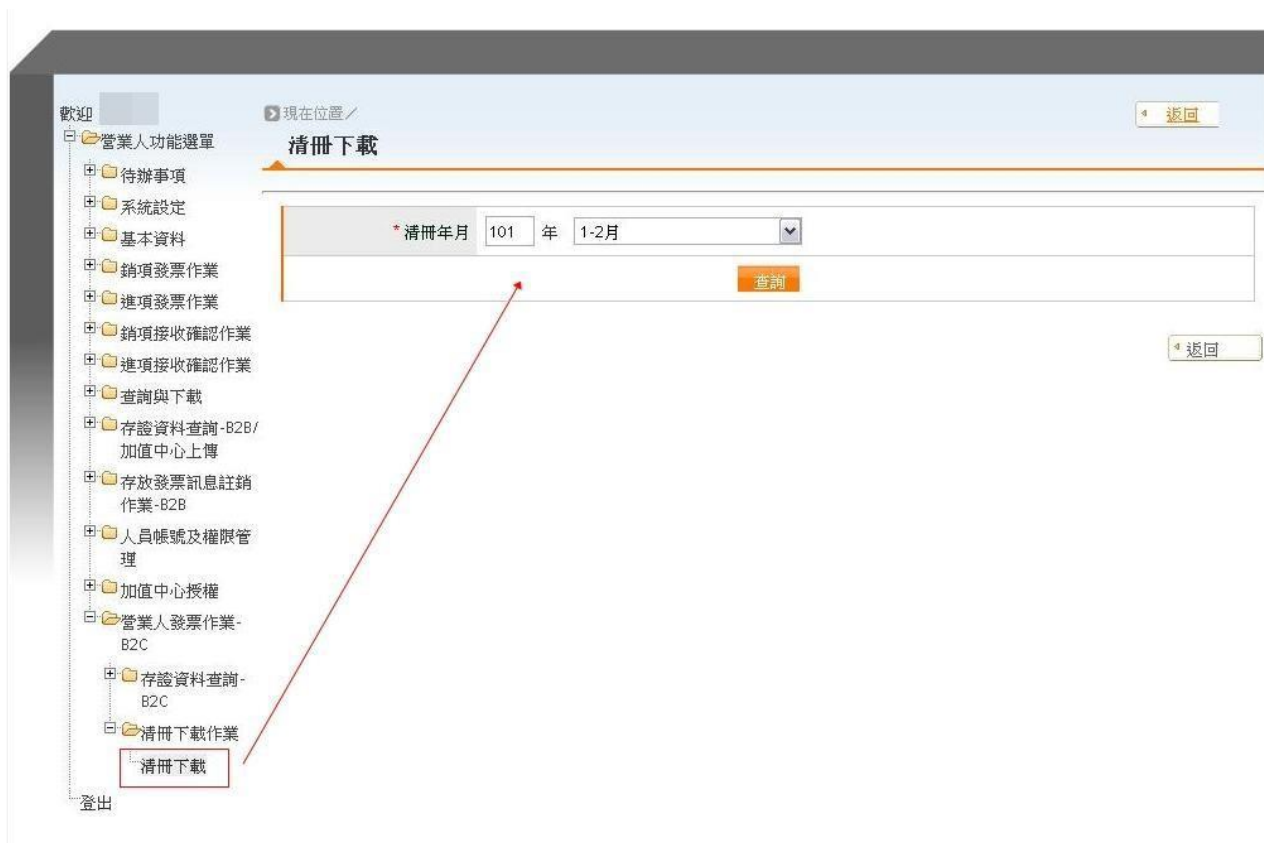 歡迎
現在位置／
返回
清冊下載
*清冊年月 101 年 1-2月
查詢
返回
營業人功能選單
待辦事項
系統設定
基本資料
銷項發票作業
進項發票作業
銷項接收確認作業
進項接收確認作業
查詢與下載
存證資料查詢-B2B/
加值中心上傳
存放發票訊息註銷
作業-B2B
人員帳號及權限管
理
加值中心授權
營業人發票作業-
B2C
存證資料查詢-
B2C
清冊下載作業
清冊下載
登出